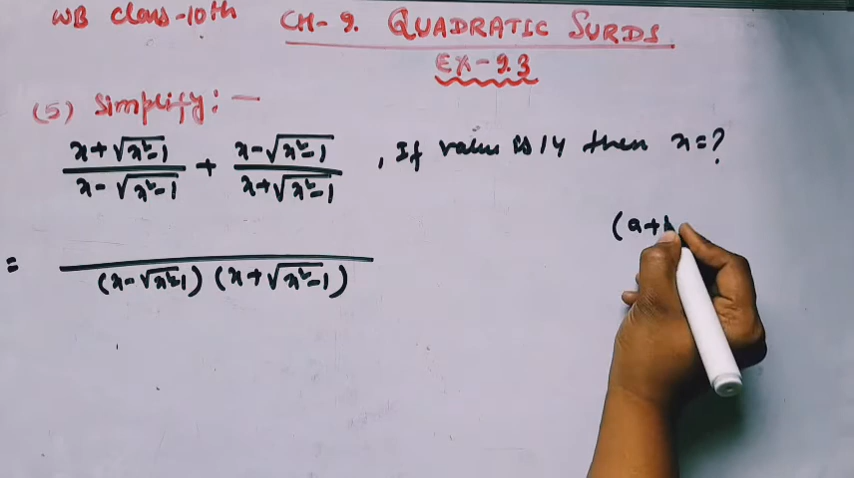 WB Class-10th CH-9. QUADRATIC SURDS
EX-9.3
(5) Simplify:-
(x+√(x²-1))/(x-√(x²-1)) + (x-√(x²-1))/(x+√(x²-1)) , If value is 14 then x=?
(a+b
= /((x-√(x²-1)) (x+√(x²-1)))